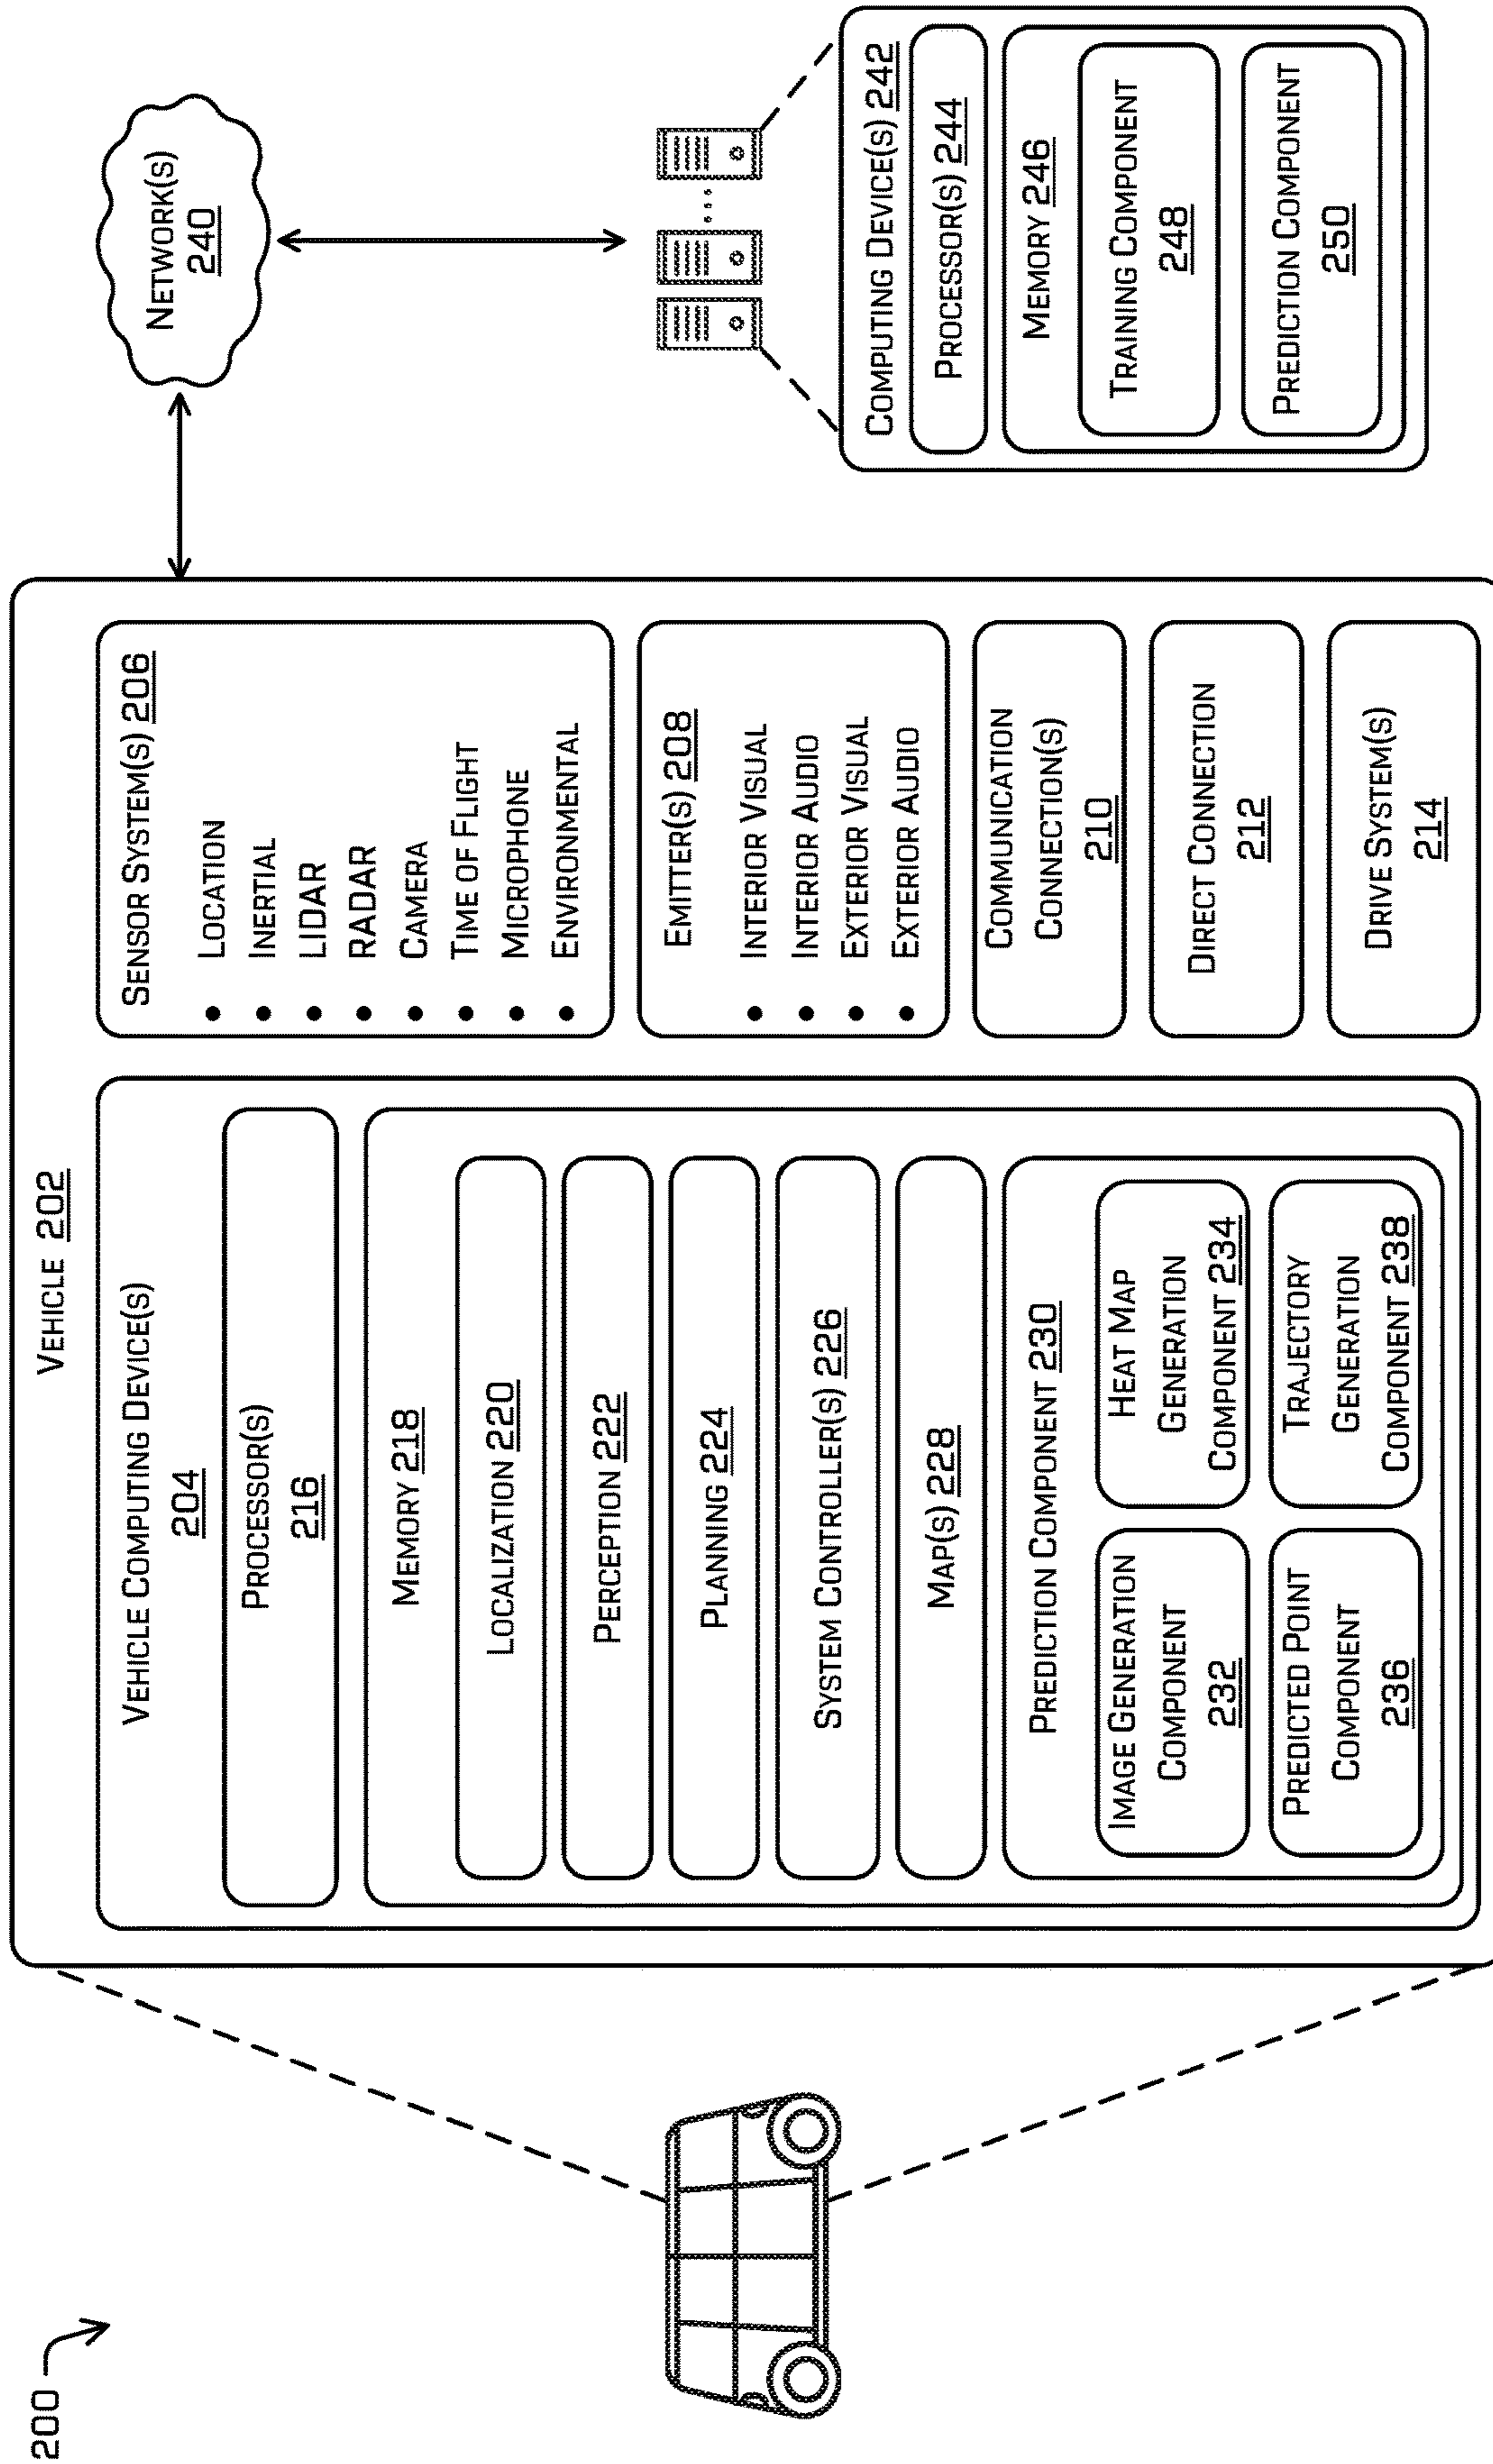 200
VEHICLE 202
VEHICLE COMPUTING DEVICE(S)
204
PROCESSOR(S)
216
MEMORY 218
LOCALIZATION 220
PERCEPTION 222
PLANNING 224
SYSTEM CONTROLLER(S) 226
MAP(S) 228
PREDICTION COMPONENT 230
IMAGE GENERATION
COMPONENT
232
HEAT MAP
GENERATION
COMPONENT 234
PREDICTED POINT
COMPONENT
236
TRAJECTORY
GENERATION
COMPONENT 238
SENSOR SYSTEM(S) 206
• LOCATION
• INERTIAL
• LIDAR
• RADAR
• CAMERA
• TIME OF FLIGHT
• MICROPHONE
• ENVIRONMENTAL
EMITTER(S) 208
• INTERIOR VISUAL
• INTERIOR AUDIO
• EXTERIOR VISUAL
• EXTERIOR AUDIO
COMMUNICATION
CONNECTION(S)
210
DIRECT CONNECTION
212
DRIVE SYSTEM(S)
214
NETWORK(S)
240
COMPUTING DEVICE(S) 242
PROCESSOR(S) 244
MEMORY 246
TRAINING COMPONENT
248
PREDICTION COMPONENT
250